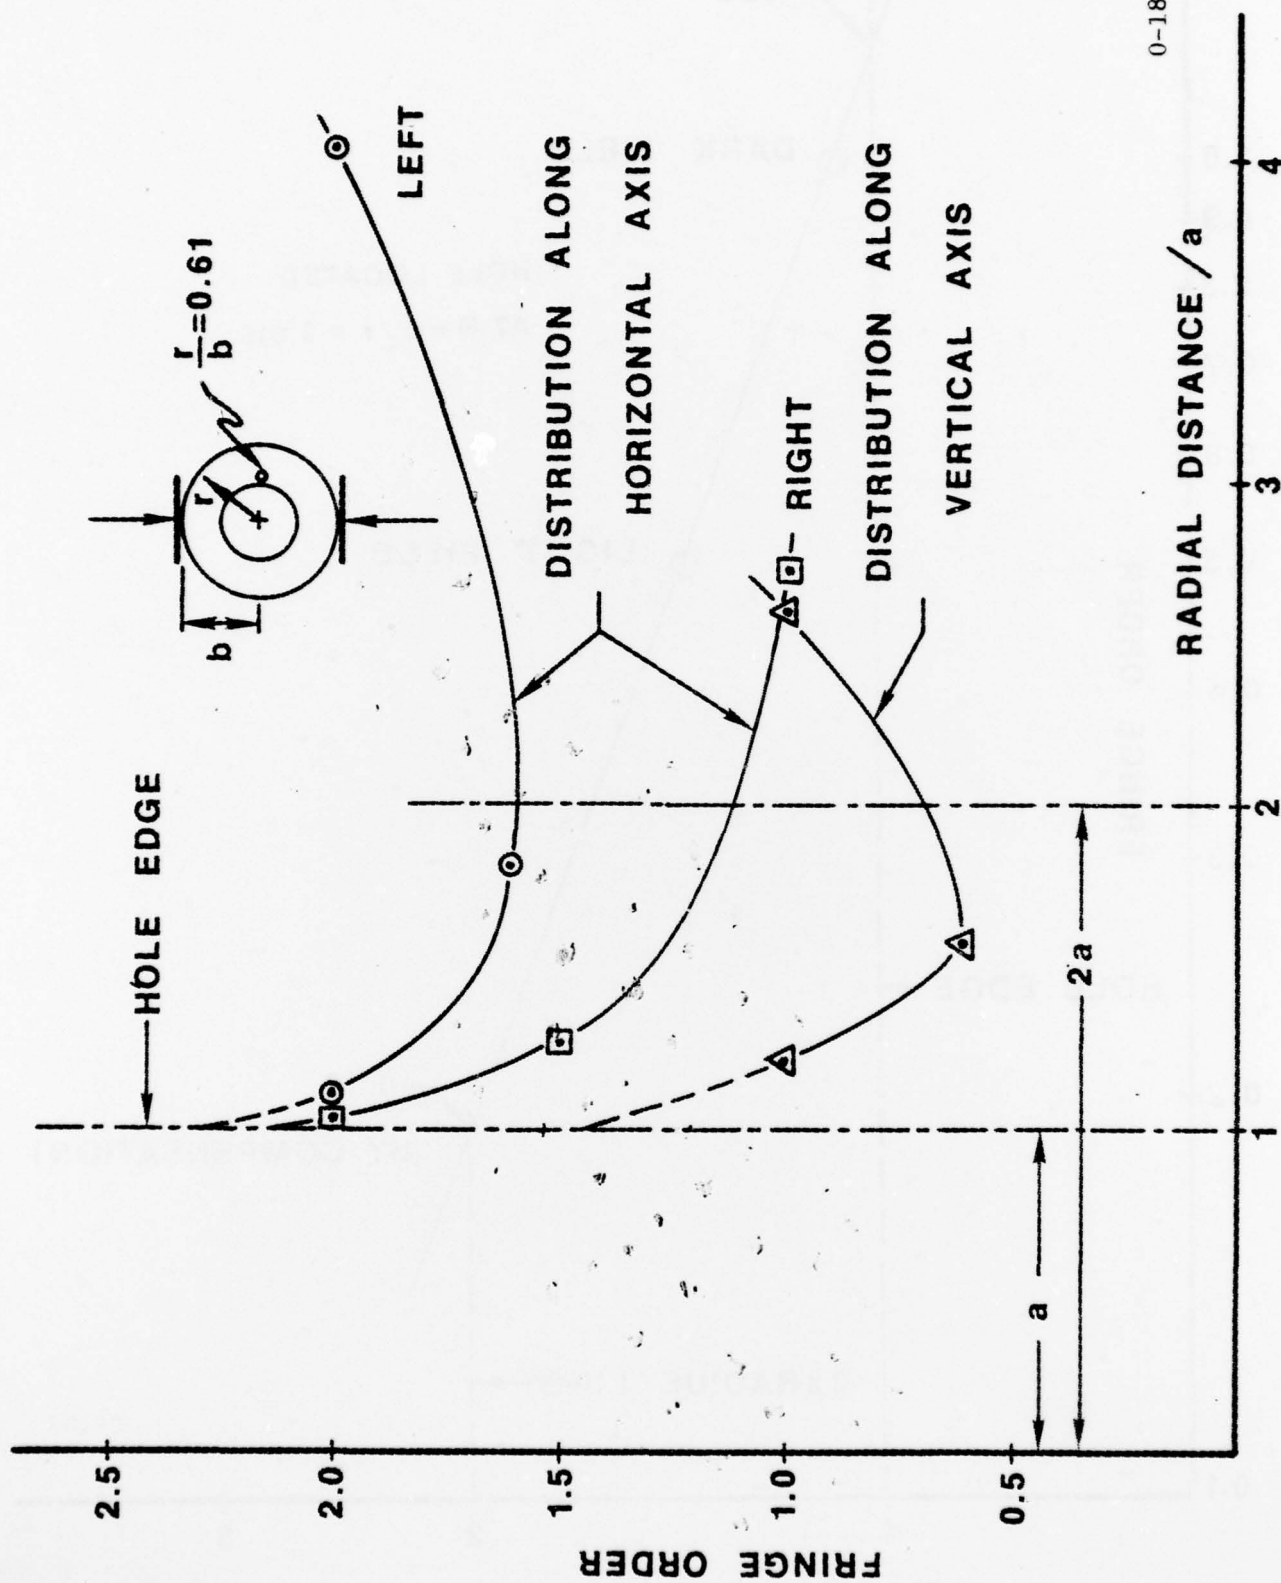 HOLE EDGE
r/b=0.61
r
b
LEFT
DISTRIBUTION ALONG
HORIZONTAL AXIS
RIGHT
DISTRIBUTION ALONG
VERTICAL AXIS
FRINGE ORDER
2.5
2.0
1.5
1.0
0.5
a
2a
1
2
3
4
RADIAL DISTANCE/a
0-18